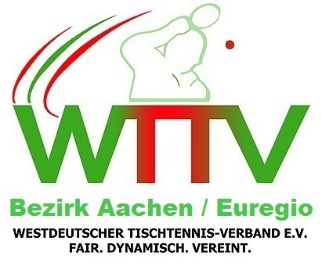 WTTV
Bezirk Aachen / Euregio
WESTDEUTSCHER TISCHTENNIS-VERBAND E.V.
FAIR. DYNAMISCH. VEREINT.